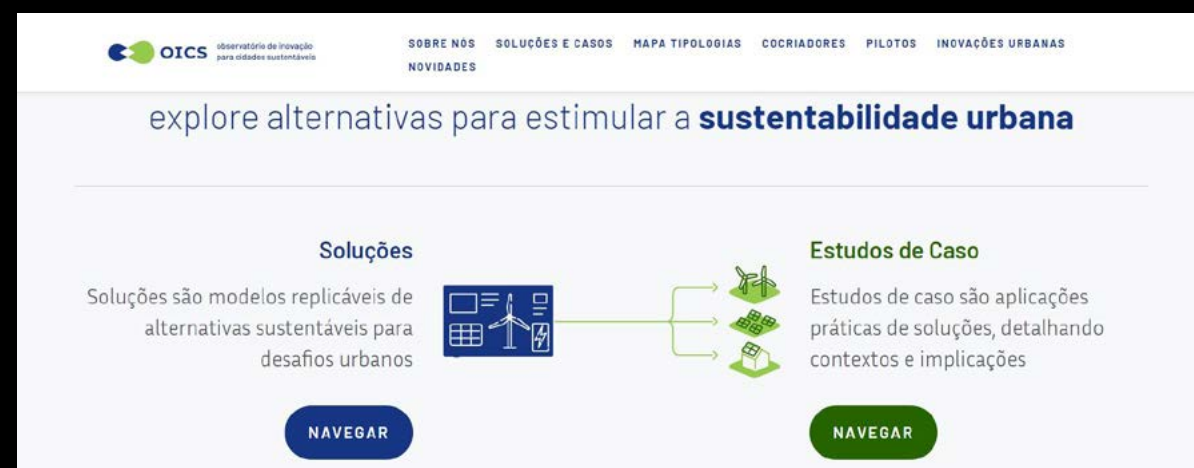 OICS
observatório de inovação
para cidades sustentáveis
SOBRE NÓS SOLUÇÕES E CASOS MAPA TIPOLOGIAS COCRIADORES PILOTOS INOVAÇÕES URBANAS
NOVIDADES
explore alternativas para estimular a sustentabilidade urbana
Soluções
Soluções são modelos replicáveis de
alternativas sustentáveis para
desafios urbanos
NAVEGAR
Estudos de Caso
Estudos de caso são aplicações
práticas de soluções, detalhando
contextos e implicações
NAVEGAR